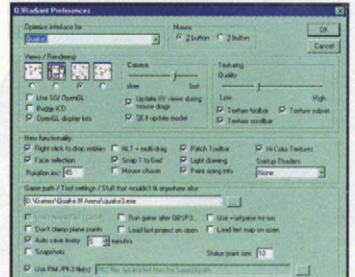 Q3Radiant Preferences
Optimize interface for
Quake3
Mouse
2 button
3 button
OK
Cancel
Views / Rendering
Camera
slow
fast
Texturing
Quality
Low
High
Use SGI OpenGL
Buggy ICD
OpenGL display lists
Update XY views during mouse drags
QE4 update model
Texture toolbar
Texture subset
Texture scrollbar
New functionality
Right click to drop entities
ALT + multi-drag
Patch Toolbar
Hi Color Textures
Face selection
Snap T to Grid
Light drawing
Startup Shaders
Rotation inc: 45
Mouse chaser
Paint sizing info
None
Game path / Tool settings / Stuff that wouldn't fit anywhere else
D:\Games\Quake III Arena\quake3.exe
...
Run game after QBSP3
Use +setgame for run
Don't clamp plane points
Load last project on open
Load last map on open
Auto save every 5 minutes
Snapshots
Status point size: 10
Use PAK/PK3 file(s)